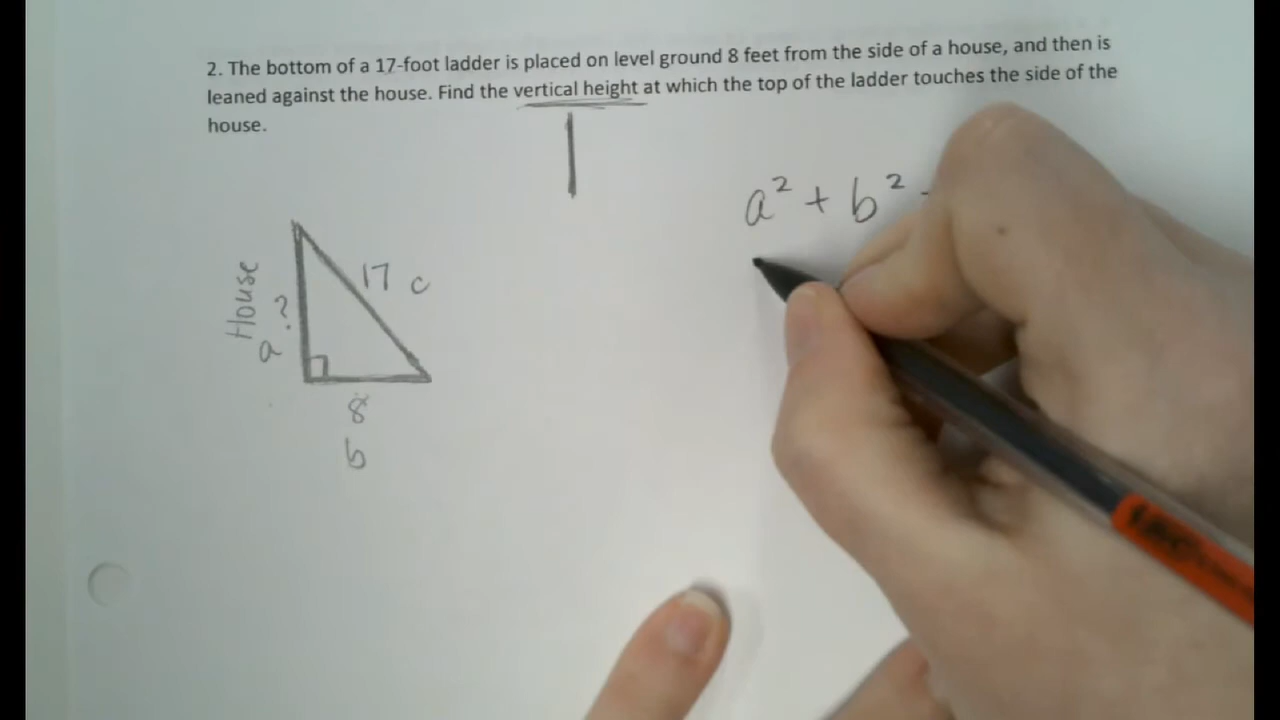 2. The bottom of a 17-foot ladder is placed on level ground 8 feet from the side of a house, and then is
leaned against the house. Find the vertical height at which the top of the ladder touches the side of the
house.
a² + b²
House
a ?
17 c
8
b